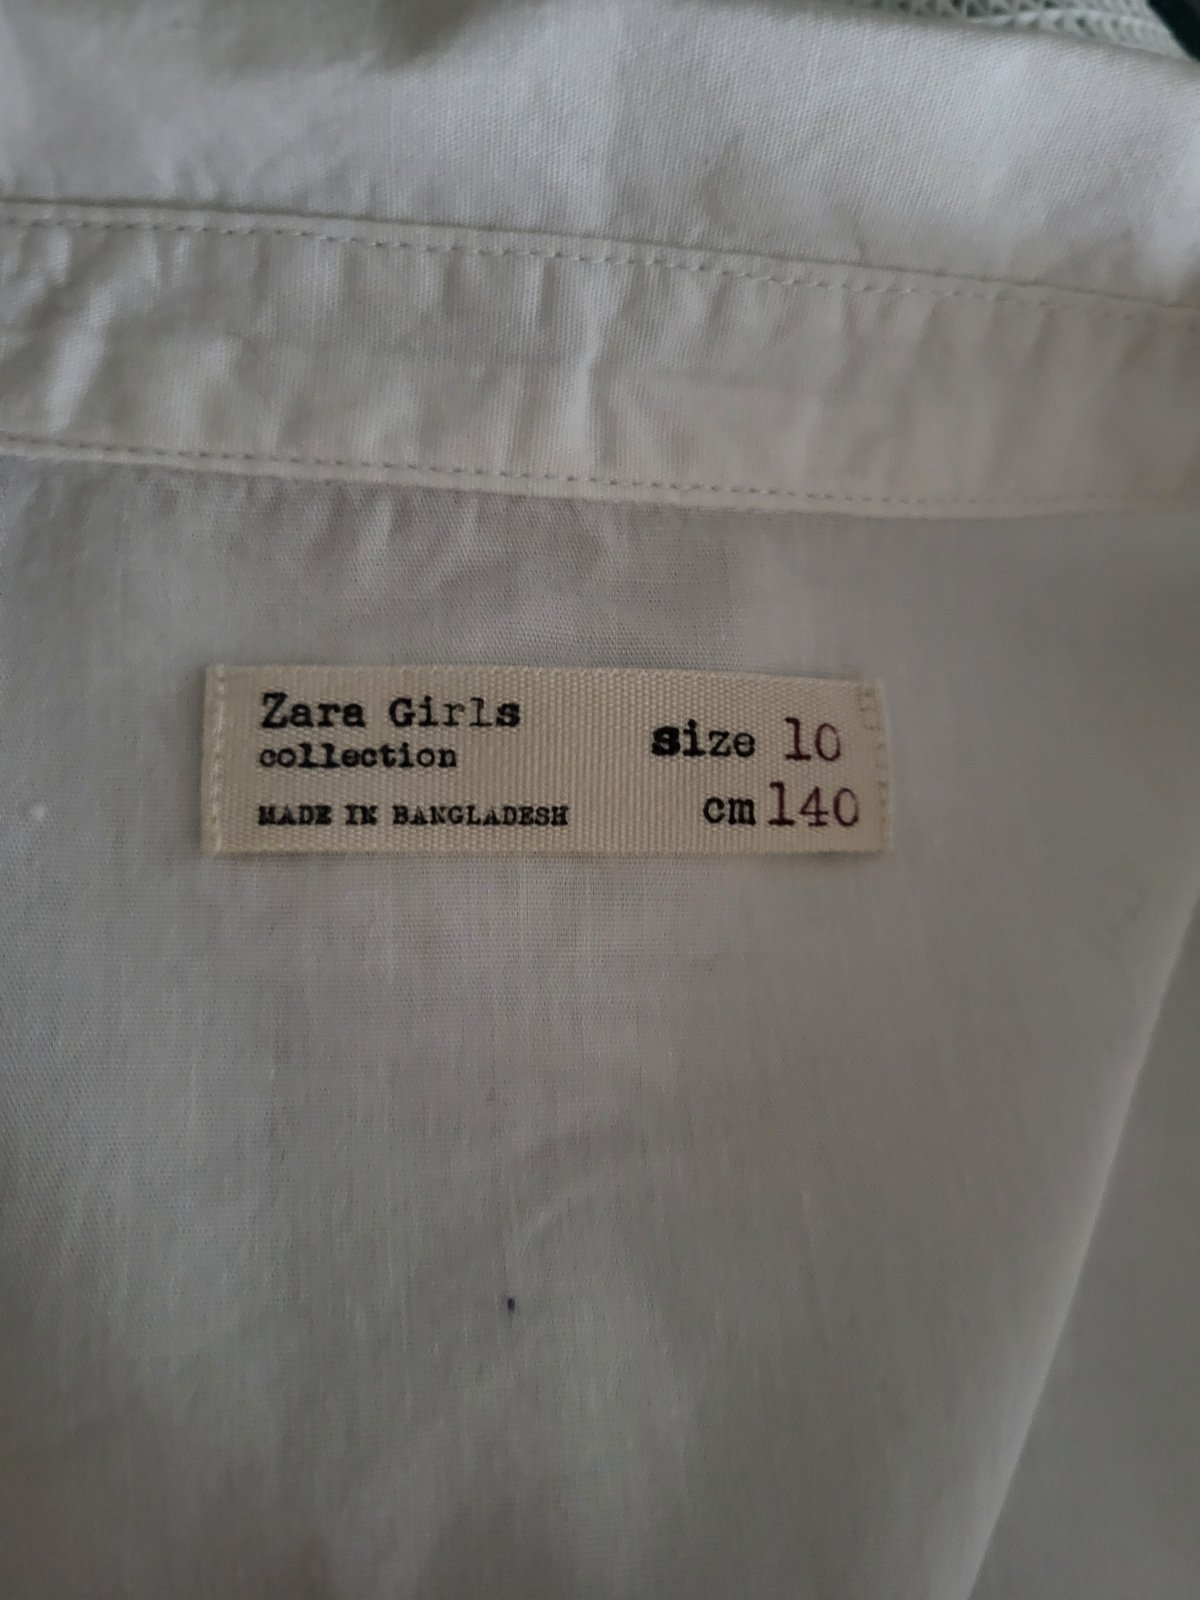 Zara Girls
collection
MADE IN BANGLADESH
size 10
cm 140